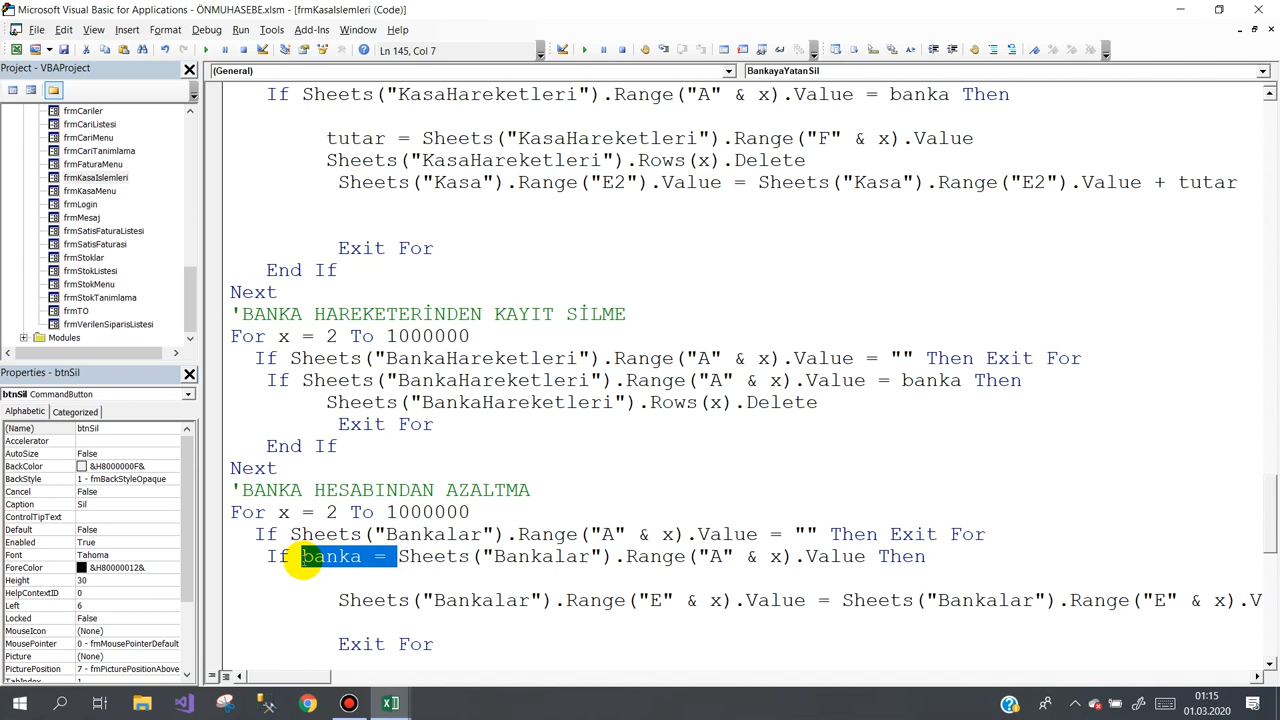 Microsoft Visual Basic for Applications - ÖNMUHASEBE.xlsm - [frmKasaIslemleri (Code)]
File Edit View Insert Format Debug Run Tools Add-Ins Window Help
Ln 145, Col 7
Project - VBAProject
frmCariler
frmCariListesi
frmCariMenu
frmCariTanimlama
frmFaturaMenu
frmKasaIslemleri
frmKasaMenu
frmLogin
frmMesaj
frmSatisFaturaListesi
frmSatisFaturasi
frmStoklar
frmStokListesi
frmStokMenu
frmStokTanimlama
frmTO
frmVerilenSiparisListesi
Modules
Properties - btnSil
btnSil CommandButton
Alphabetic Categorized
(Name) btnSil
Accelerator
AutoSize False
BackColor &H8000000F&
BackStyle 1 - fmBackStyleOpaque
Cancel False
Caption Sil
ControlTipText
Default False
Enabled True
Font Tahoma
ForeColor &H80000012&
Height 30
HelpContextID 0
Left 6
Locked False
MouseIcon (None)
MousePointer 0 - fmMousePointerDefault
Picture (None)
PicturePosition 7 - fmPicturePositionAbove
TabIndex 1
(General) BankayaYatanSil
If Sheets("KasaHareketleri").Range("A" & x).Value = banka Then
tutar = Sheets("KasaHareketleri").Range("F" & x).Value
Sheets("KasaHareketleri").Rows(x).Delete
Sheets("Kasa").Range("E2").Value = Sheets("Kasa").Range("E2").Value + tutar
Exit For
End If
Next
'BANKA HAREKETERİNDEN KAYIT SİLME
For x = 2 To 1000000
If Sheets("BankaHareketleri").Range("A" & x).Value = "" Then Exit For
If Sheets("BankaHareketleri").Range("A" & x).Value = banka Then
Sheets("BankaHareketleri").Rows(x).Delete
Exit For
End If
Next
'BANKA HESABINDAN AZALTMA
For x = 2 To 1000000
If Sheets("Bankalar").Range("A" & x).Value = "" Then Exit For
If banka = Sheets("Bankalar").Range("A" & x).Value Then
Sheets("Bankalar").Range("E" & x).Value = Sheets("Bankalar").Range("E" & x).V
Exit For
01:15
01.03.2020